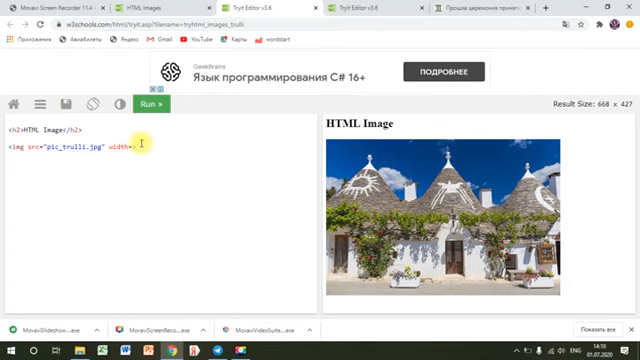 Movavi Screen Recorder 11.4
HTML Images
Tryit Editor v3.6
Tryit Editor v3.6
Прошла церемония приняти
w3schools.com/html/tryit.asp?filename=tryhtml_images_trulli
Приложения
Авиабилеты
Яндекс
Gmail
YouTube
Карты
wordstart
GeekBrains
Язык программирования C# 16+
ПОДРОБНЕЕ
Run »
Result Size: 668 x 427
<h2>HTML Image</h2>
<img src="pic_trulli.jpg" width=>
HTML Image
MovaviSlideshow....exe
MovaviScreenReco....exe
MovaviVideoSuite....exe
Показать все
ENG
14:10
01.07.2020